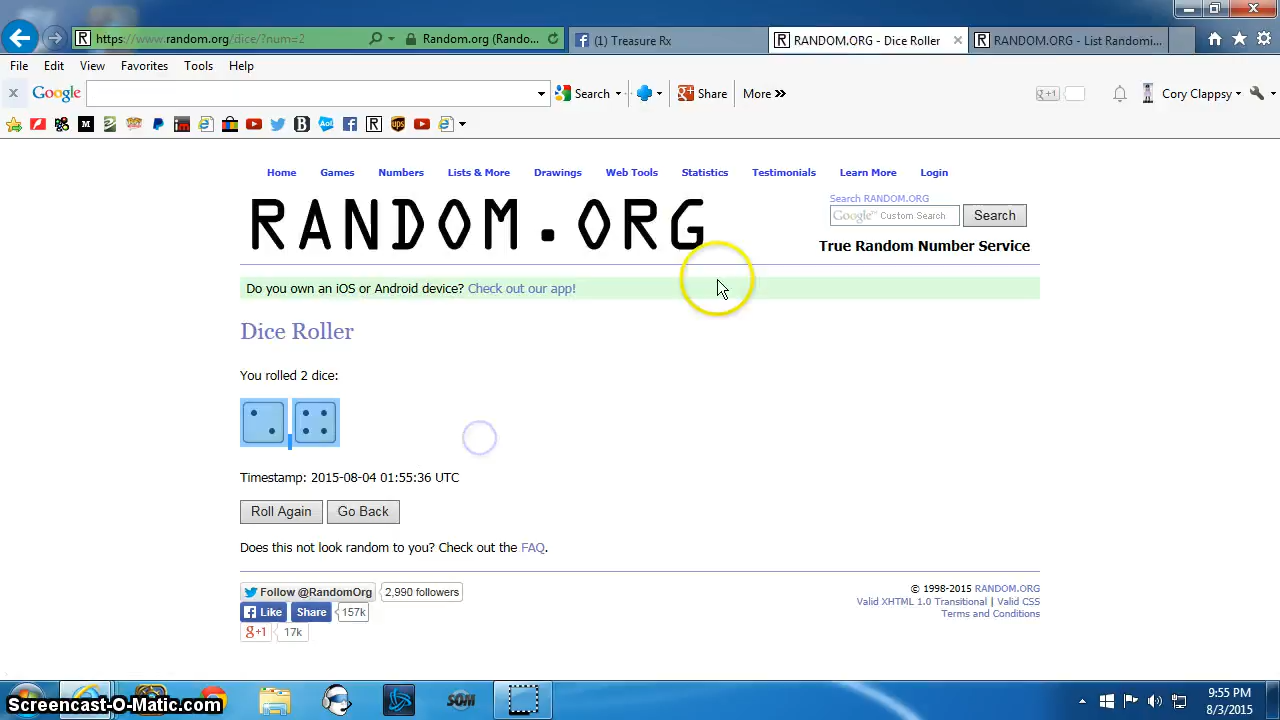 https://www.random.org/dice/?num=2
Random.org (Rando...
(1) Treasure Rx
RANDOM.ORG - Dice Roller
RANDOM.ORG - List Randomi...
File Edit View Favorites Tools Help
Google
Search
Share
More »
g+1
Cory Clappsy
Home Games Numbers Lists & More Drawings Web Tools Statistics Testimonials Learn More Login
RANDOM.ORG
Search RANDOM.ORG
Google™ Custom Search
Search
True Random Number Service
Do you own an iOS or Android device? Check out our app!
Dice Roller
You rolled 2 dice:
Timestamp: 2015-08-04 01:55:36 UTC
Roll Again
Go Back
Does this not look random to you? Check out the FAQ.
Follow @RandomOrg
2,990 followers
Like
Share
157k
g+1
17k
© 1998-2015 RANDOM.ORG
Valid XHTML 1.0 Transitional | Valid CSS
Terms and Conditions
Screencast-O-Matic.com
SOM
9:55 PM
8/3/2015